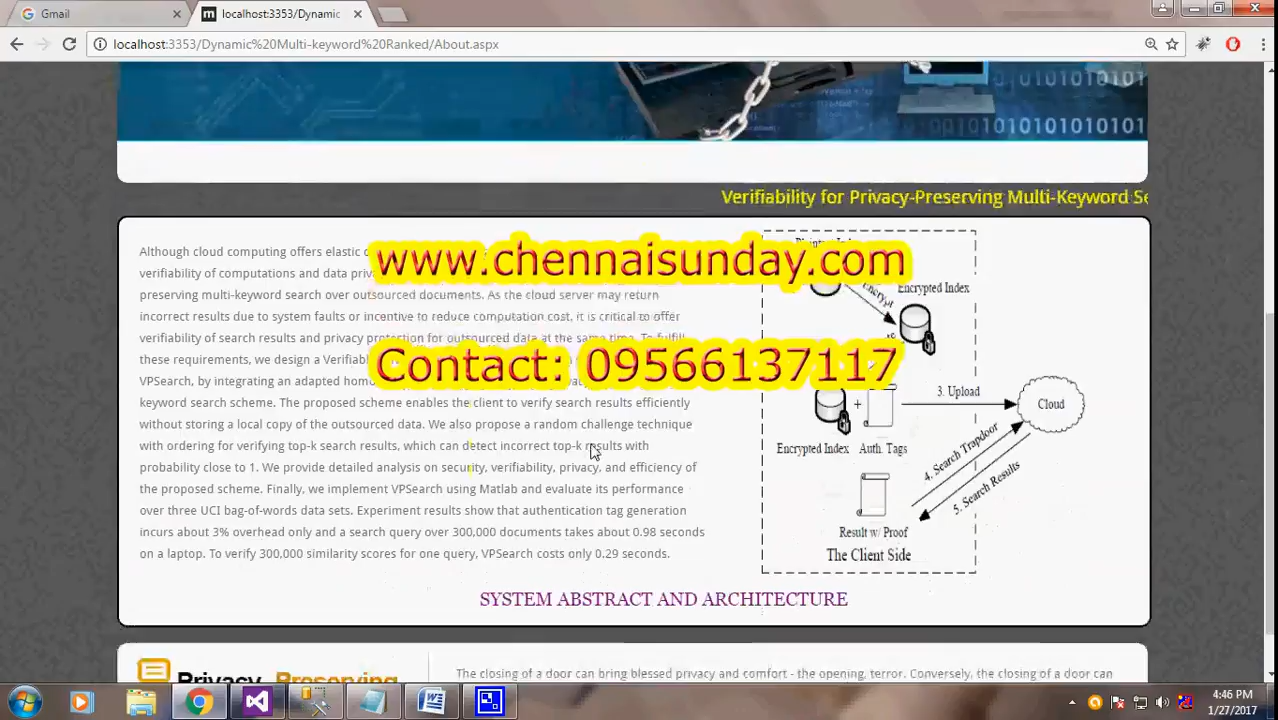 Gmail
localhost:3353/Dynamic
localhost:3353/Dynamic%20Multi-keyword%20Ranked/About.aspx
010101
01010101
Verifiability for Privacy-Preserving Multi-Keyword Se
Although cloud computing offers elastic
verifiability of computations and data
preserving multi-keyword search over outsourced documents. As the cloud server may return
incorrect results due to system faults or incentive to reduce computation cost, it is critical to offer
verifiability of search results and privacy protection for outsourced data at the same time. To fulfill
these requirements, we design a
VPSearch, by integrating an adapted
keyword search scheme. The proposed scheme enables the client to verify search results efficiently
without storing a local copy of the outsourced data. We also propose a random challenge technique
with ordering for verifying top-k search results, which can detect incorrect top-k results with
probability close to 1. We provide detailed analysis on security, verifiability, privacy, and efficiency of
the proposed scheme. Finally, we implement VPSearch using Matlab and evaluate its performance
over three UCI bag-of-words data sets. Experiment results show that authentication tag generation
incurs about 3% overhead only and a search query over 300,000 documents takes about 0.98 seconds
on a laptop. To verify 300,000 similarity scores for one query, VPSearch costs only 0.29 seconds.
www.chennaisunday.com
Contact: 09566137117
Encrypt
Encrypted Index
3. Upload
Cloud
+
Encrypted Index
Auth. Tags
4. Search Trapdoor
5. Search Results
Result w/ Proof
The Client Side
SYSTEM ABSTRACT AND ARCHITECTURE
Privacy Preserving
The closing of a door can bring blessed privacy and comfort - the opening, terror. Conversely, the closing of a door can
4:46 PM
1/27/2017